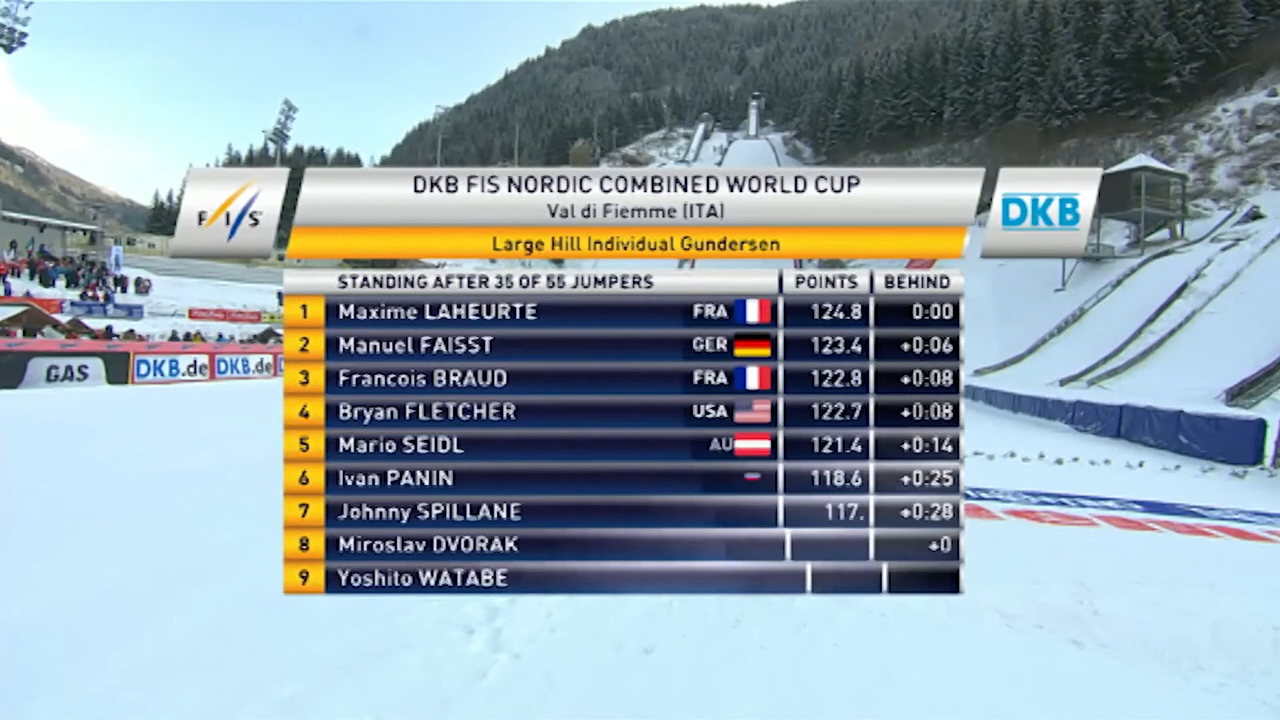 DKB FIS NORDIC COMBINED WORLD CUP
Val di Fiemme (ITA)
FIS
DKB
Large Hill Individual Gundersen
STANDING AFTER 35 OF 55 JUMPERS POINTS BEHIND
1 Maxime LAHEURTE FRA 124.8 0:00
2 Manuel FAISST GER 123.4 +0:06
3 Francois BRAUD FRA 122.8 +0:08
4 Bryan FLETCHER USA 122.7 +0:08
5 Mario SEIDL AU 121.4 +0:14
6 Ivan PANIN 118.6 +0:25
7 Johnny SPILLANE 117. +0:28
8 Miroslav DVORAK +0
9 Yoshito WATABE
GAS DKB.de DKB.de